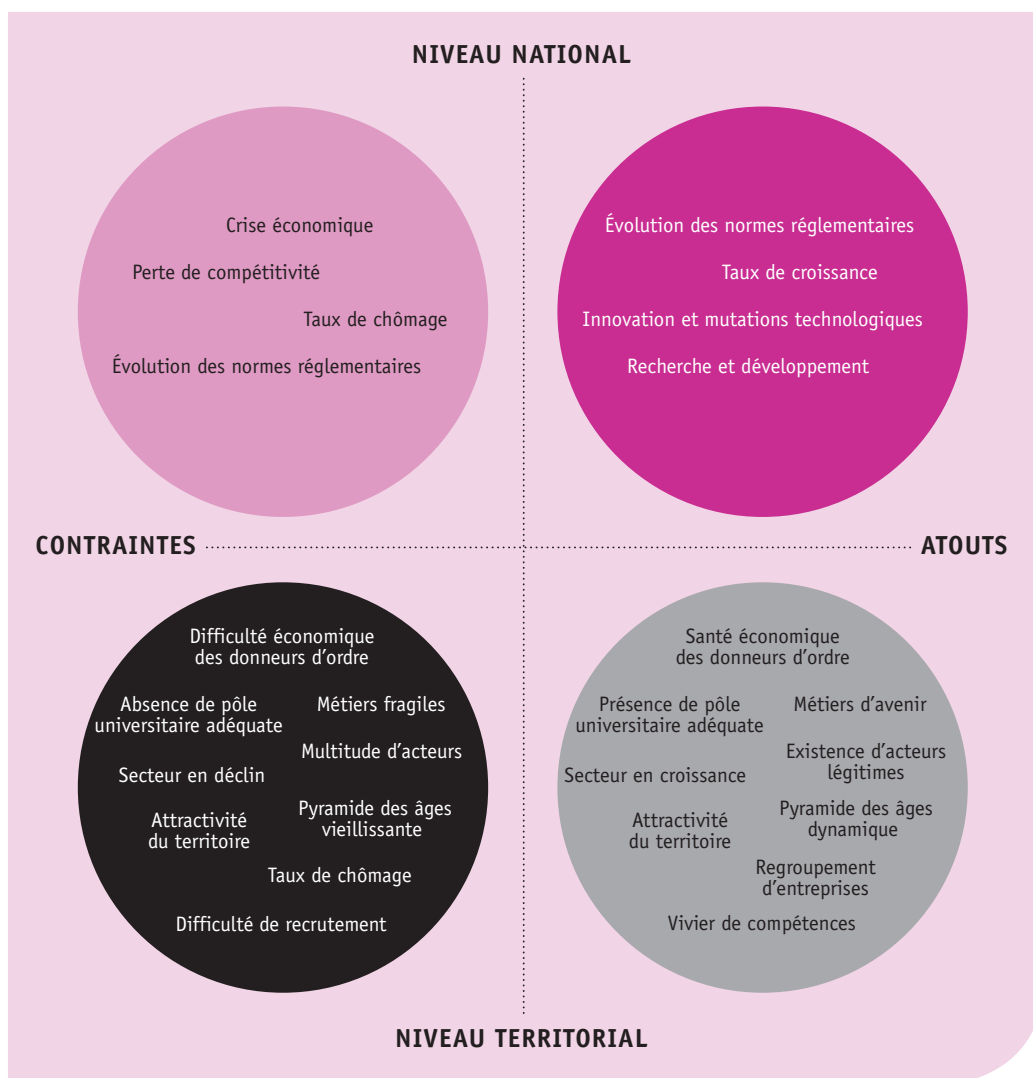 NIVEAU NATIONAL
Crise économique
Perte de compétitivité
Taux de chômage
Évolution des normes réglementaires
Évolution des normes réglementaires
Taux de croissance
Innovation et mutations technologiques
Recherche et développement
CONTRAINTES
ATOUTS
Difficulté économique
des donneurs d'ordre
Absence de pôle
universitaire adéquate
Métiers fragiles
Multitude d'acteurs
Secteur en déclin
Pyramide des âges
vieillissante
Attractivité
du territoire
Taux de chômage
Difficulté de recrutement
Santé économique
des donneurs d'ordre
Présence de pôle
universitaire adéquate
Métiers d'avenir
Existence d'acteurs
légitimes
Secteur en croissance
Pyramide des âges
dynamique
Attractivité
du territoire
Regroupement
d'entreprises
Vivier de compétences
NIVEAU TERRITORIAL